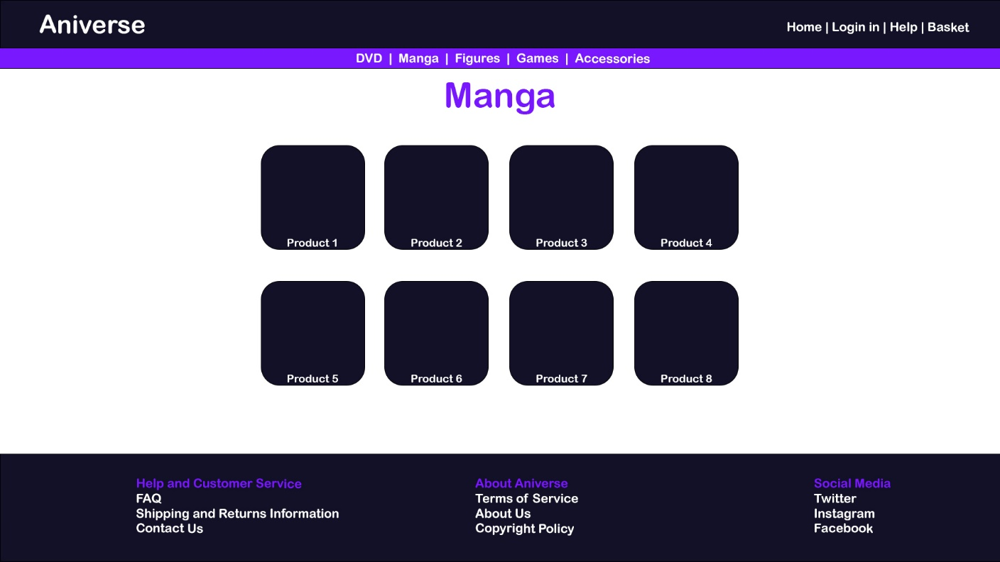 Aniverse
Home | Login in | Help | Basket
DVD | Manga | Figures | Games | Accessories
Manga
Product 1
Product 2
Product 3
Product 4
Product 5
Product 6
Product 7
Product 8
Help and Customer Service
FAQ
Shipping and Returns Information
Contact Us
About Aniverse
Terms of Service
About Us
Copyright Policy
Social Media
Twitter
Instagram
Facebook